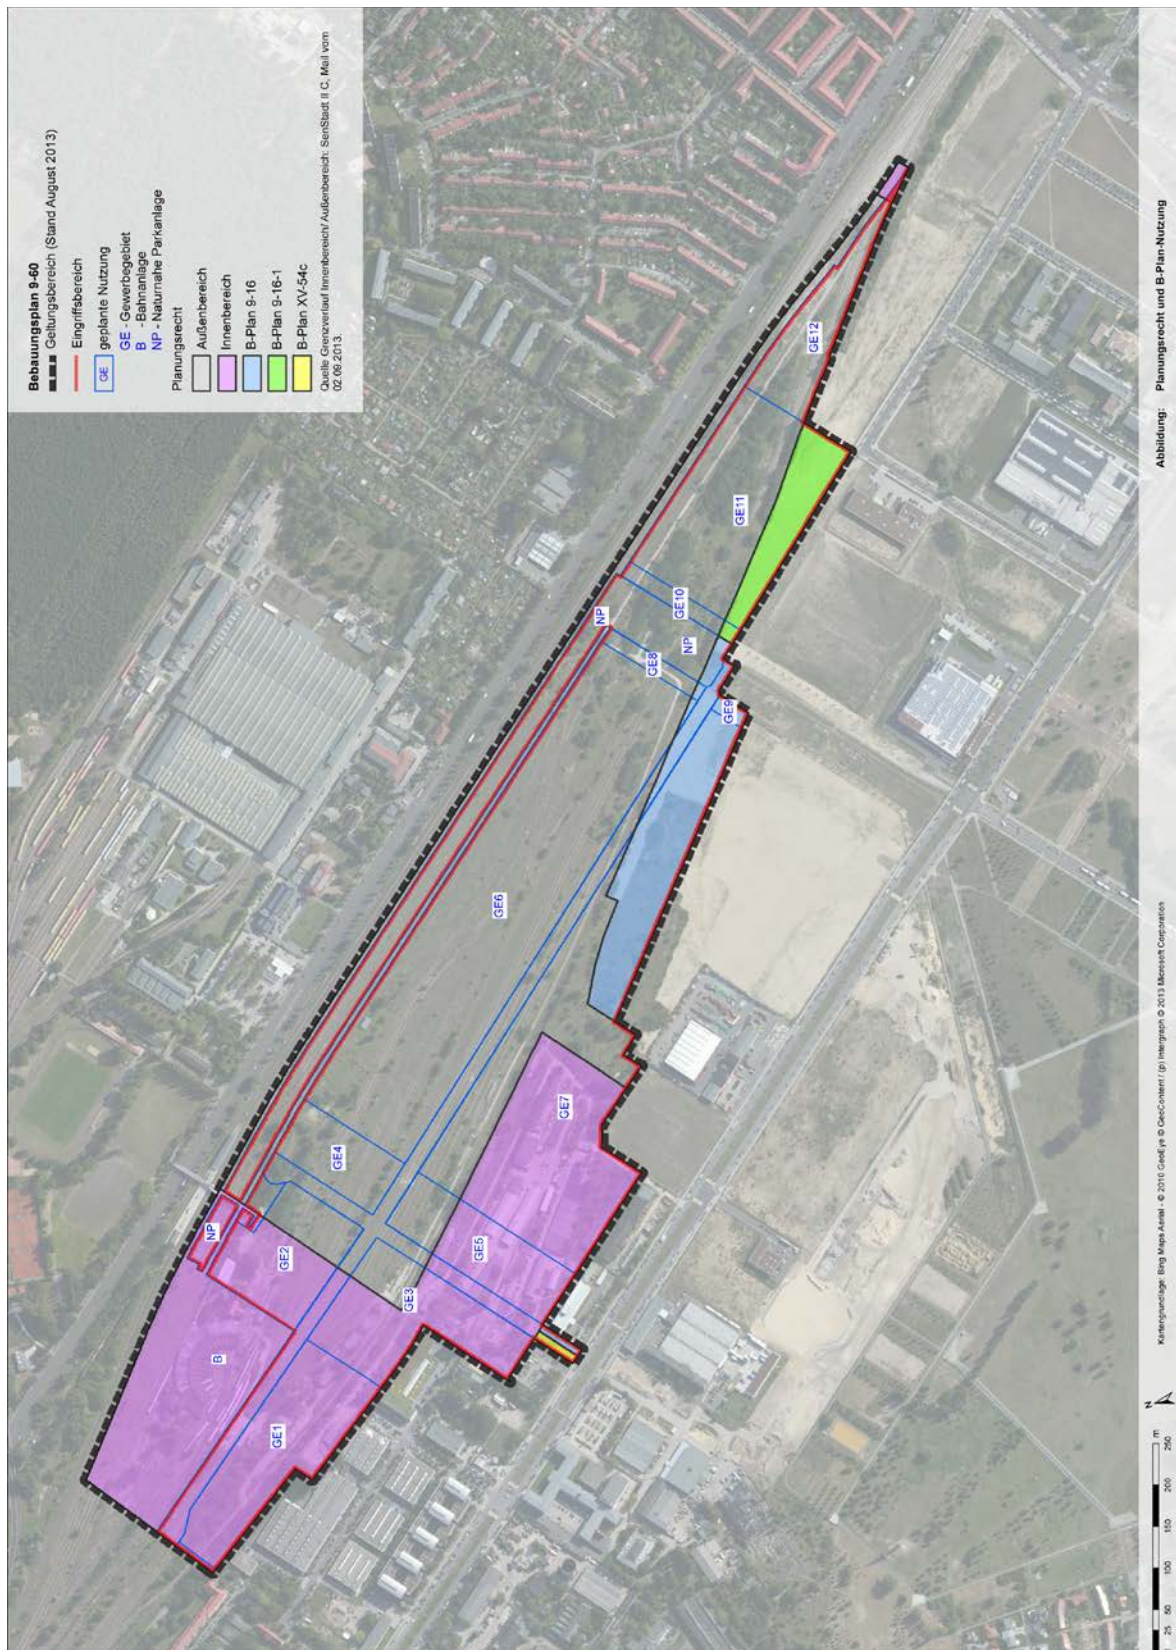 Bebauungsplan 9-60
Geltungsbereich (Stand August 2013)
Eingriffsbereich
GE geplante Nutzung
GE - Gewerbegebiet
B - Bahnanlage
NP - Naturnahe Parkanlage
Planungsrecht
Außenbereich
Innenbereich
B-Plan 9-16
B-Plan 9-16-1
B-Plan XV-54c
Quelle Grenzverlauf Innenbereich/ Außenbereich: SenStadt II C, Mail vom
02.09.2013.
B
NP
GE1
GE2
GE3
GE4
GE5
GE6
GE7
NP
GE8
NP
GE9
GE10
GE11
GE12
25 50 100 150 200 250
m
N
Kartengrundlage: Bing Maps Aerial - © 2010 GeoEye © GeoContent / (p) Intergraph © 2013 Microsoft Corporation
Abbildung: Planungsrecht und B-Plan-Nutzung